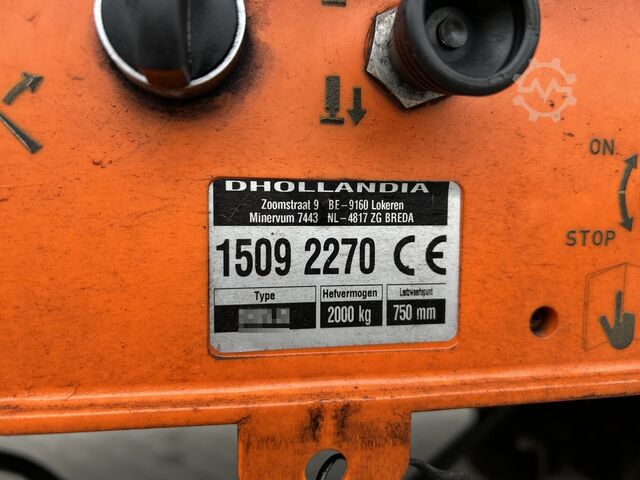 ON
STOP
DHOLLANDIA
Zoomstraat 9 BE-9160 Lokeren
Minervum 7443 NL-4817 ZG BREDA
1509 2270 CE
Type Hefvermogen Lastzwaartepunt
2000 kg 750 mm